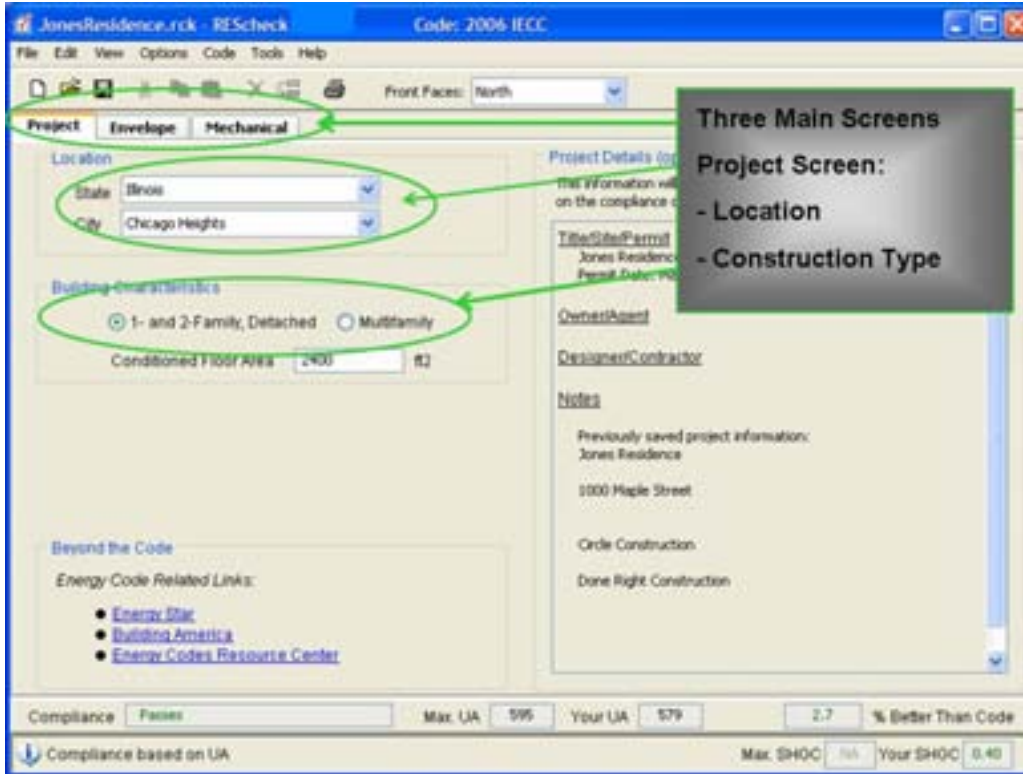 JonesResidence.rck - REScheck Code: 2006 IECC
File Edit View Options Code Tools Help
Front Faces: North
Project Envelope Mechanical
Location
State Illinois
City Chicago Heights
Building Characteristics
1- and 2-Family, Detached Multifamily
Conditioned Floor Area 2400 ft2
Beyond the Code
Energy Code Related Links:
Energy Star
Building America
Energy Codes Resource Center
Project Details
This information will
on the compliance
Title/Site/Permit
Jones Residence
Permit Date:
Owner/Agent
Designer/Contractor
Notes
Previously saved project information:
Jones Residence
1000 Maple Street
Circle Construction
Done Right Construction
Three Main Screens
Project Screen:
- Location
- Construction Type
Compliance Passes Max. UA 595 Your UA 579 2.7 % Better Than Code
Compliance based on UA Max. SHGC NA Your SHGC 0.40